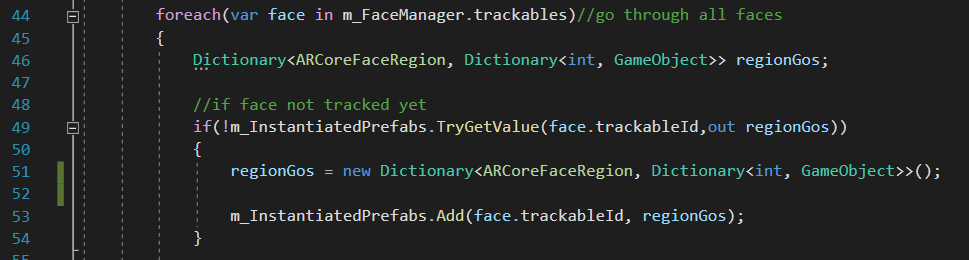 44 foreach(var face in m_FaceManager.trackables)//go through all faces
45 {
46 Dictionary<ARCoreFaceRegion, Dictionary<int, GameObject>> regionGos;
47
48 //if face not tracked yet
49 if(!m_InstantiatedPrefabs.TryGetValue(face.trackableId,out regionGos))
50 {
51 regionGos = new Dictionary<ARCoreFaceRegion, Dictionary<int, GameObject>>();
52
53 m_InstantiatedPrefabs.Add(face.trackableId, regionGos);
54 }
55